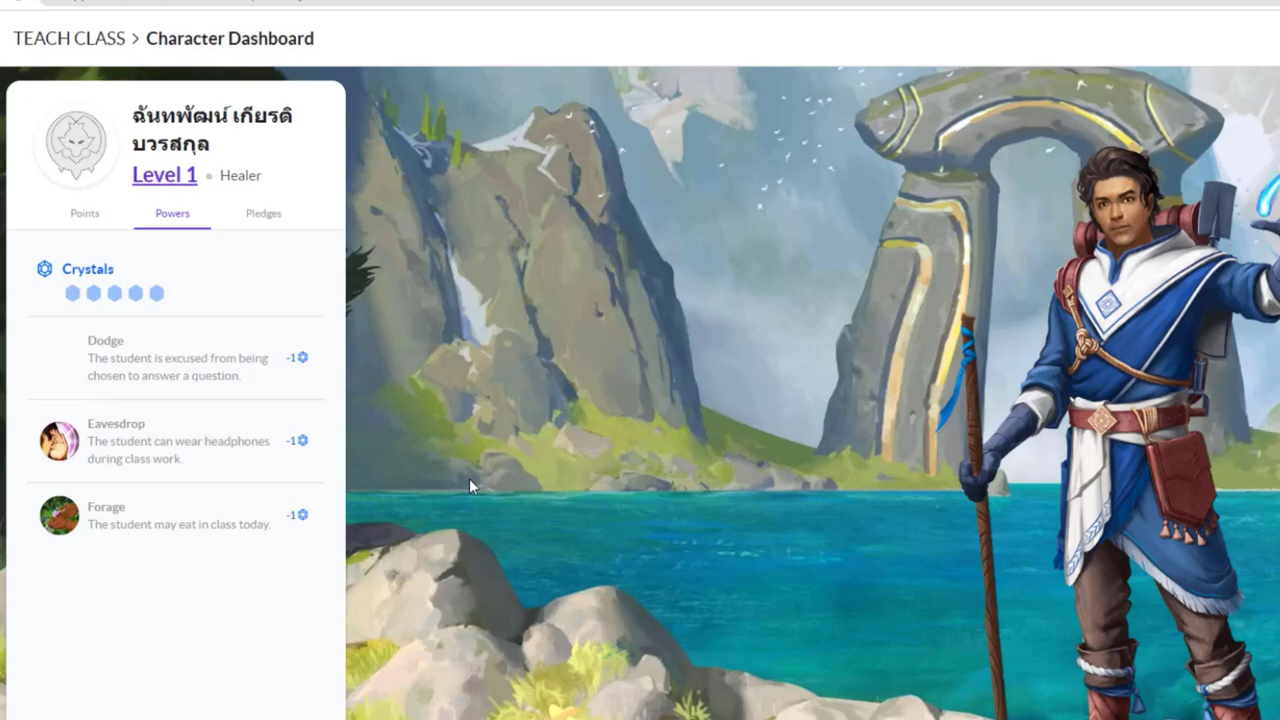 TEACH CLASS > Character Dashboard
ฉันทพัฒน์ เกียรติ
บวรสกุล
Level 1 • Healer
Points Powers Pledges
Crystals
Dodge
The student is excused from being
chosen to answer a question.
-1
Eavesdrop
The student can wear headphones
during class work.
-1
Forage
The student may eat in class today.
-1